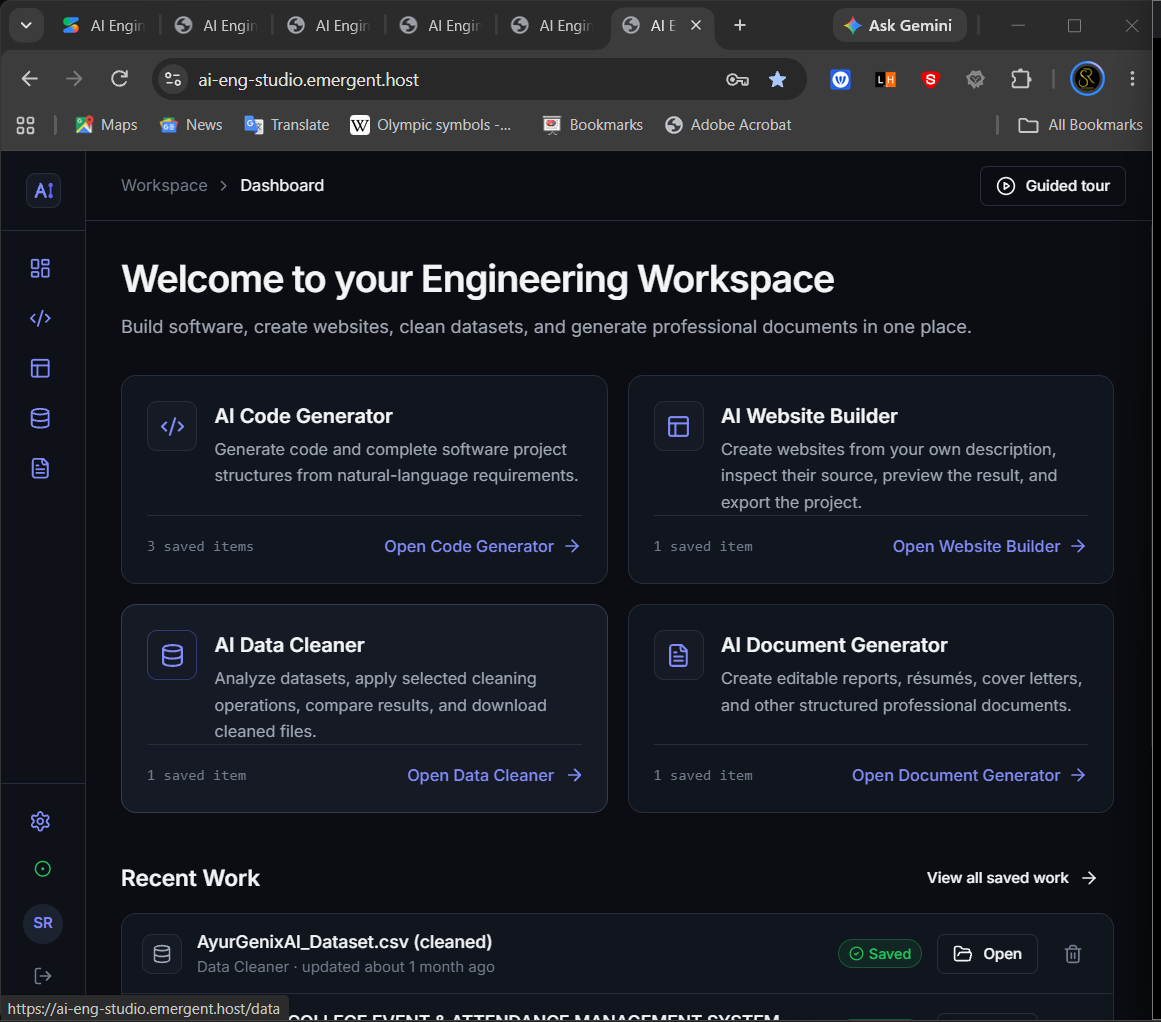 AI Engin
AI Engin
AI Engin
AI Engin
AI Engin
AI E
Ask Gemini
ai-eng-studio.emergent.host
Maps
News
Translate
W
Olympic symbols -...
Bookmarks
Adobe Acrobat
All Bookmarks
AI
Workspace > Dashboard
Guided tour
Welcome to your Engineering Workspace
Build software, create websites, clean datasets, and generate professional documents in one place.
AI Code Generator
Generate code and complete software project
structures from natural-language requirements.
3 saved items
Open Code Generator →
AI Website Builder
Create websites from your own description,
inspect their source, preview the result, and
export the project.
1 saved item
Open Website Builder →
AI Data Cleaner
Analyze datasets, apply selected cleaning
operations, compare results, and download
cleaned files.
1 saved item
Open Data Cleaner →
AI Document Generator
Create editable reports, résumés, cover letters,
and other structured professional documents.
1 saved item
Open Document Generator →
Recent Work
View all saved work →
AyurGenixAI_Dataset.csv (cleaned)
Data Cleaner · updated about 1 month ago
Saved
Open
SR
https://ai-eng-studio.emergent.host/data
COLLEGE EVENT & ATTENDANCE MANAGEMENT SYSTEM